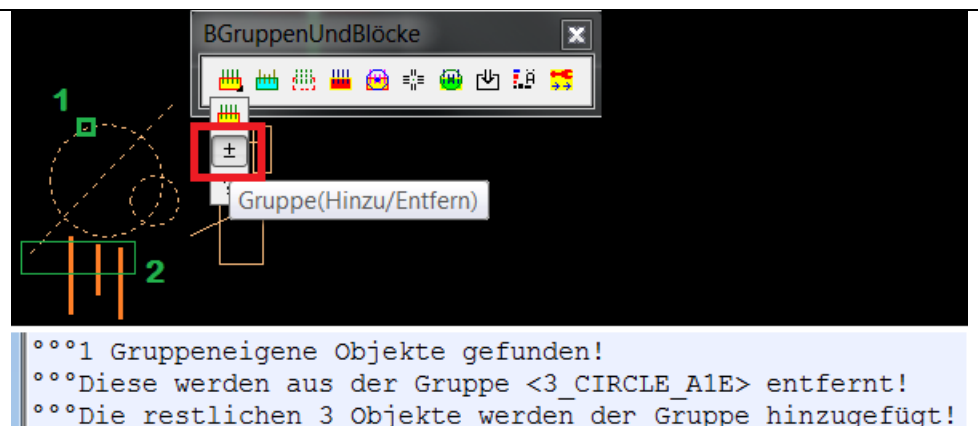 BGruppenUndBlöcke
1
±
Gruppe(Hinzu/Entfern)
2
°°°1 Gruppeneigene Objekte gefunden!
°°°Diese werden aus der Gruppe <3_CIRCLE_A1E> entfernt!
°°°Die restlichen 3 Objekte werden der Gruppe hinzugefügt!